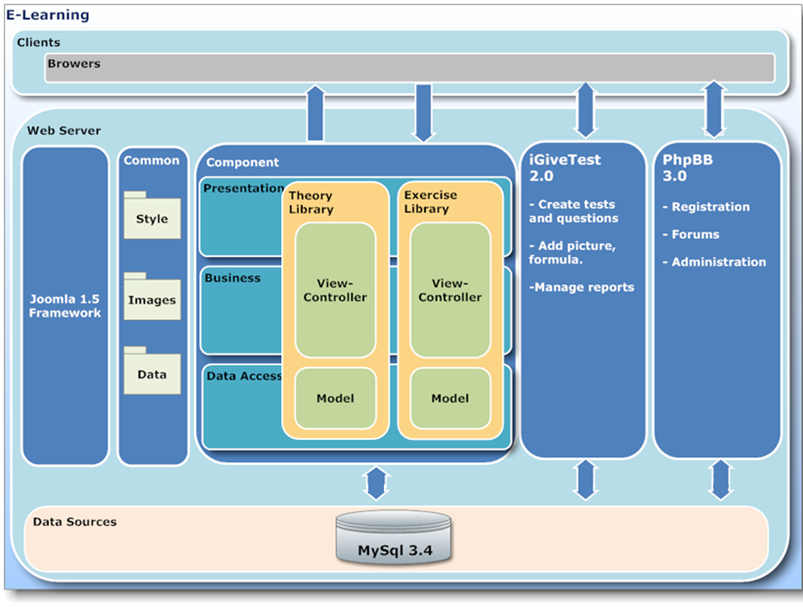 E-Learning
Clients
Browers
Web Server
Joomla 1.5
Framework
Common
Style
Images
Data
Component
Presentation
Business
Data Access
Theory
Library
View-
Controller
Model
Exercise
Library
View-
Controller
Model
iGiveTest
2.0
- Create tests
and questions
- Add picture,
formula.
-Manage reports
PhpBB
3.0
- Registration
- Forums
- Administration
Data Sources
MySql 3.4